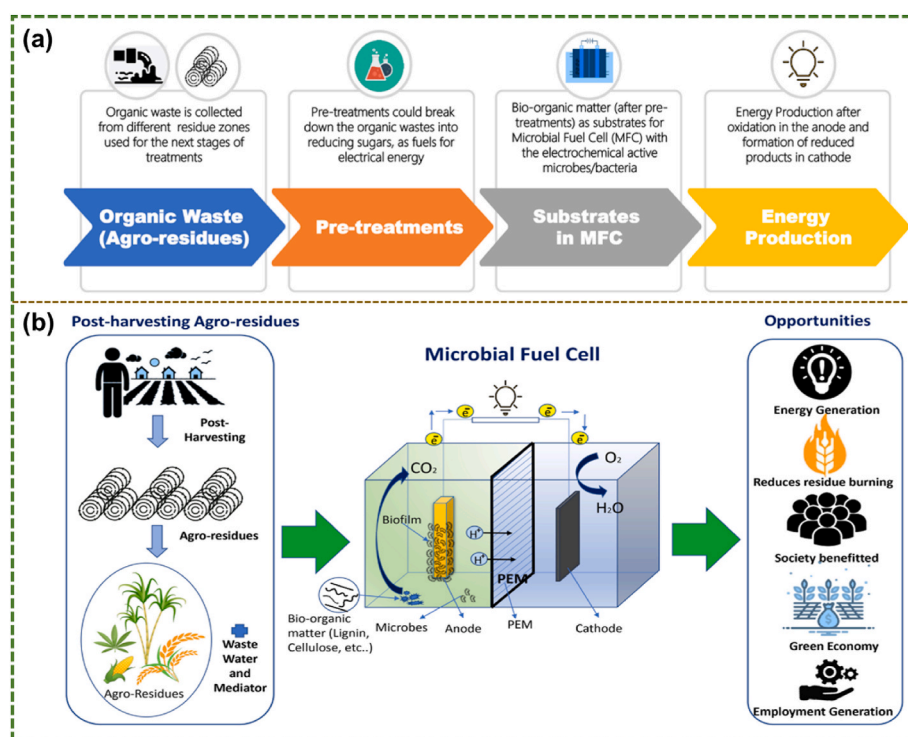 (a)
Organic waste is collected
from different residue zones
used for the next stages of
treatments
Pre-treatments could break
down the organic wastes into
reducing sugars, as fuels for
electrical energy
Bio-organic matter (after pre-
treatments) as substrates for
Microbial Fuel Cell (MFC) with
the electrochemical active
microbes/bacteria
Energy Production after
oxidation in the anode and
formation of reduced
products in cathode
Organic Waste
(Agro-residues)
Pre-treatments
Substrates
in MFC
Energy
Production
(b)
Post-harvesting Agro-residues
Post-
Harvesting
Agro-residues
Agro-Residues
Waste
Water
and
Mediator
Microbial Fuel Cell
e⁻
e⁻
e⁻
e⁻
CO₂
O₂
H₂O
Biofilm
H⁺
H⁺
PEM
Bio-organic
matter (Lignin,
Cellulose, etc..)
Microbes
Anode
PEM
Cathode
Opportunities
Energy Generation
Reduces residue burning
Society benefitted
$
Green Economy
Employment Generation